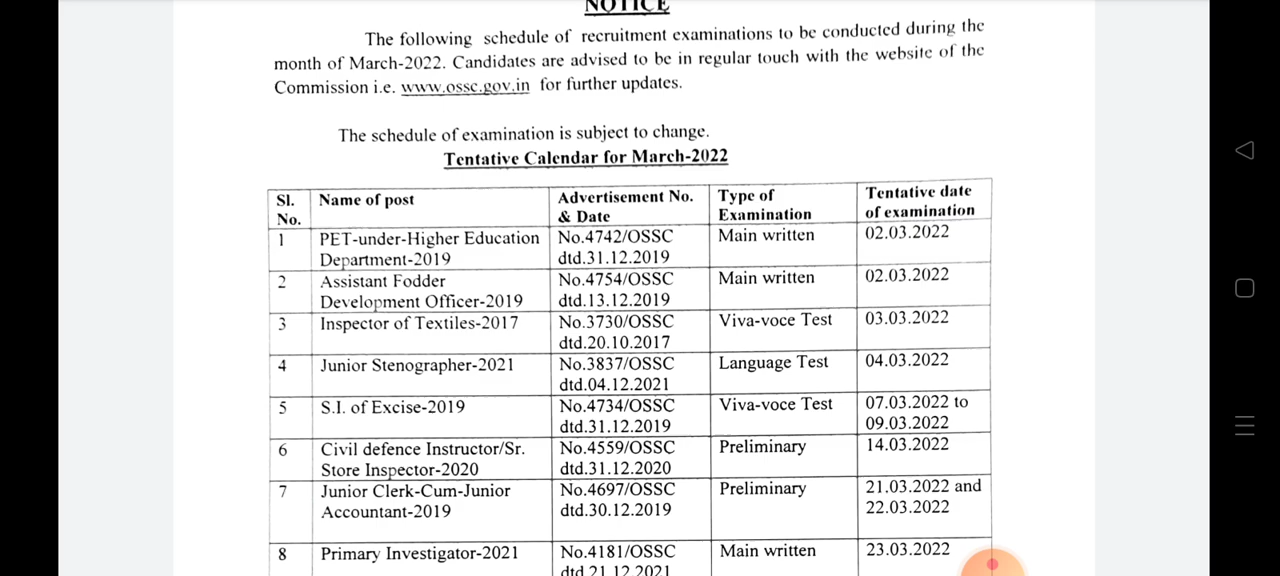 NOTICE
The following schedule of recruitment examinations to be conducted during the
month of March-2022. Candidates are advised to be in regular touch with the website of the
Commission i.e. www.ossc.gov.in for further updates.
The schedule of examination is subject to change.
Tentative Calendar for March-2022
Sl. No. Name of post Advertisement No. & Date Type of Examination Tentative date of examination
1 PET-under-Higher Education Department-2019 No.4742/OSSC dtd.31.12.2019 Main written 02.03.2022
2 Assistant Fodder Development Officer-2019 No.4754/OSSC dtd.13.12.2019 Main written 02.03.2022
3 Inspector of Textiles-2017 No.3730/OSSC dtd.20.10.2017 Viva-voce Test 03.03.2022
4 Junior Stenographer-2021 No.3837/OSSC dtd.04.12.2021 Language Test 04.03.2022
5 S.I. of Excise-2019 No.4734/OSSC dtd.31.12.2019 Viva-voce Test 07.03.2022 to 09.03.2022
6 Civil defence Instructor/Sr. Store Inspector-2020 No.4559/OSSC dtd.31.12.2020 Preliminary 14.03.2022
7 Junior Clerk-Cum-Junior Accountant-2019 No.4697/OSSC dtd.30.12.2019 Preliminary 21.03.2022 and 22.03.2022
8 Primary Investigator-2021 No.4181/OSSC dtd.21.12.2021 Main written 23.03.2022